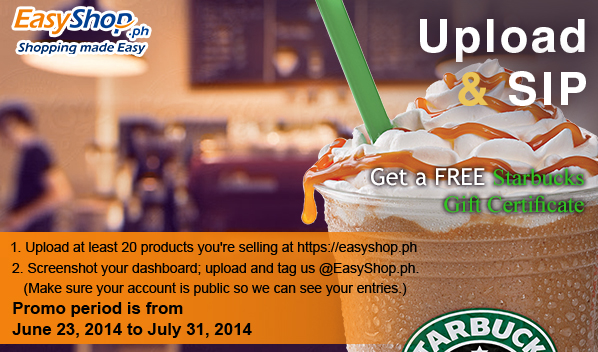 EasyShop.ph
Shopping made Easy
Upload
& SIP
Get a FREE Starbucks
Gift Certificate
1. Upload at least 20 products you're selling at https://easyshop.ph
2. Screenshot your dashboard; upload and tag us @EasyShop.ph.
(Make sure your account is public so we can see your entries.)
Promo period is from
June 23, 2014 to July 31, 2014
TARBUCK